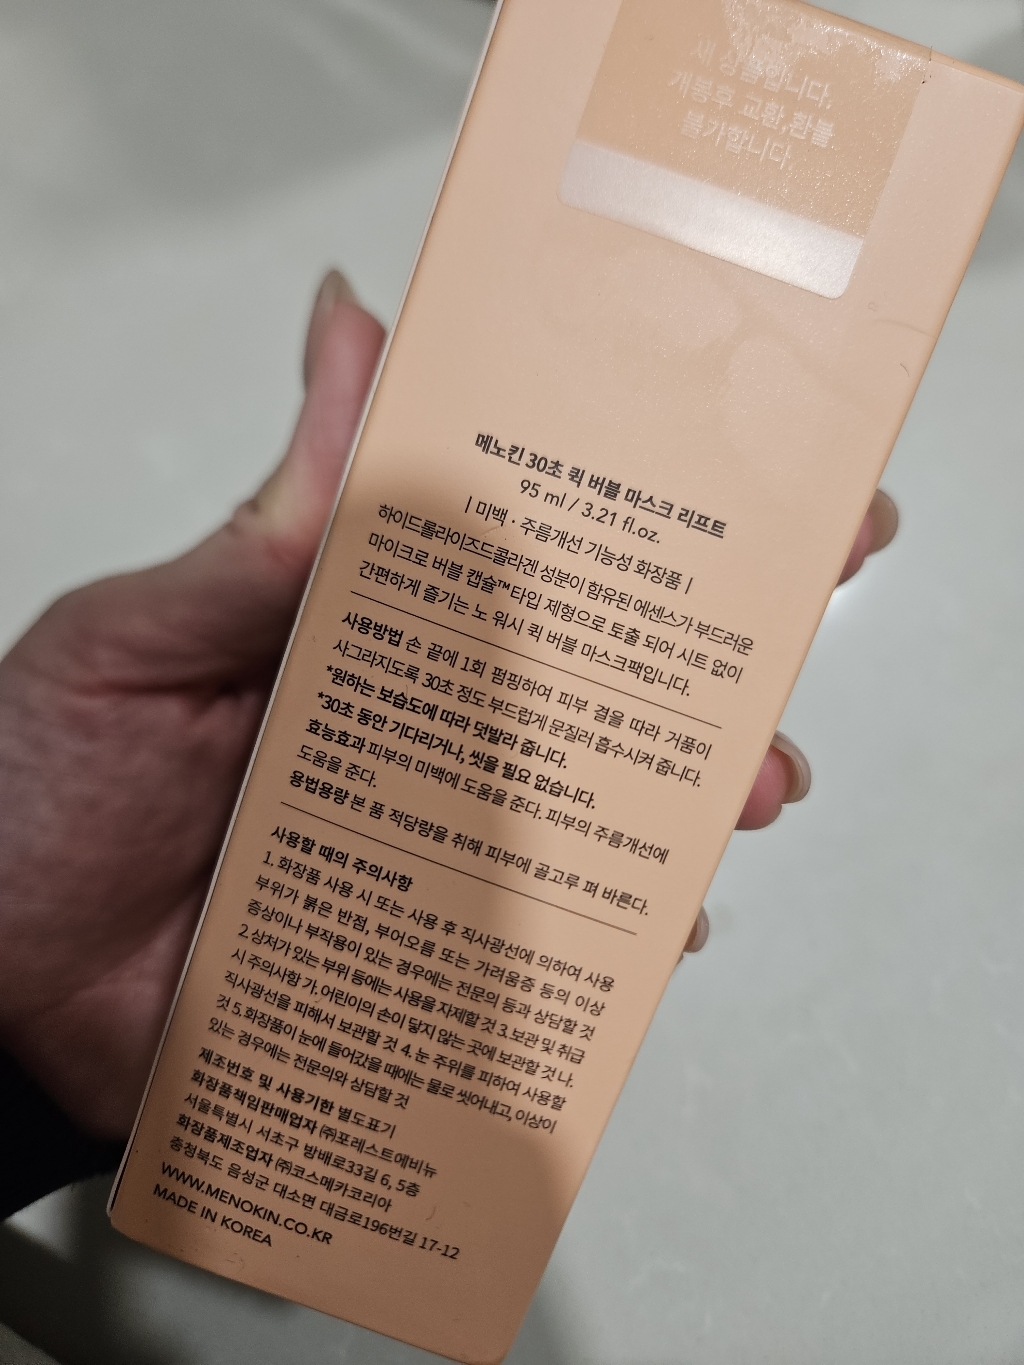 새 상품입니다.
개봉후 교환,환불
불가합니다.
메노킨 30초 퀵 버블 마스크 리프트
95 ml / 3.21 fl.oz.
| 미백 · 주름개선 기능성 화장품 |
하이드롤라이즈드콜라겐 성분이 함유된 에센스가 부드러운
마이크로 버블 캡슐™타입 제형으로 토출 되어 시트 없이
간편하게 즐기는 노 워시 퀵 버블 마스크팩입니다.
사용방법 손 끝에 1회 펌핑하여 피부 결을 따라 거품이
사그라지도록 30초 정도 부드럽게 문질러 흡수시켜 줍니다.
*원하는 보습도에 따라 덧발라 줍니다.
*30초 동안 기다리거나, 씻을 필요 없습니다.
효능효과 피부의 미백에 도움을 준다. 피부의 주름개선에
도움을 준다.
용법용량 본 품 적당량을 취해 피부에 골고루 펴 바른다.
사용할 때의 주의사항
1. 화장품 사용 시 또는 사용 후 직사광선에 의하여 사용
부위가 붉은 반점, 부어오름 또는 가려움증 등의 이상
증상이나 부작용이 있는 경우에는 전문의 등과 상담할 것
2. 상처가 있는 부위 등에는 사용을 자제할 것 3. 보관 및 취급
시 주의사항 가. 어린이의 손이 닿지 않는 곳에 보관할 것 나.
직사광선을 피해서 보관할 것 4. 눈 주위를 피하여 사용할
것 5. 화장품이 눈에 들어갔을 때에는 물로 씻어내고, 이상이
있는 경우에는 전문의와 상담할 것
제조번호 및 사용기한 별도표기
화장품책임판매업자 ㈜포레스트에비뉴
서울특별시 서초구 방배로33길 6, 5층
화장품제조업자 ㈜코스메카코리아
충청북도 음성군 대소면 대금로196번길 17-12
WWW.MENOKIN.CO.KR
MADE IN KOREA